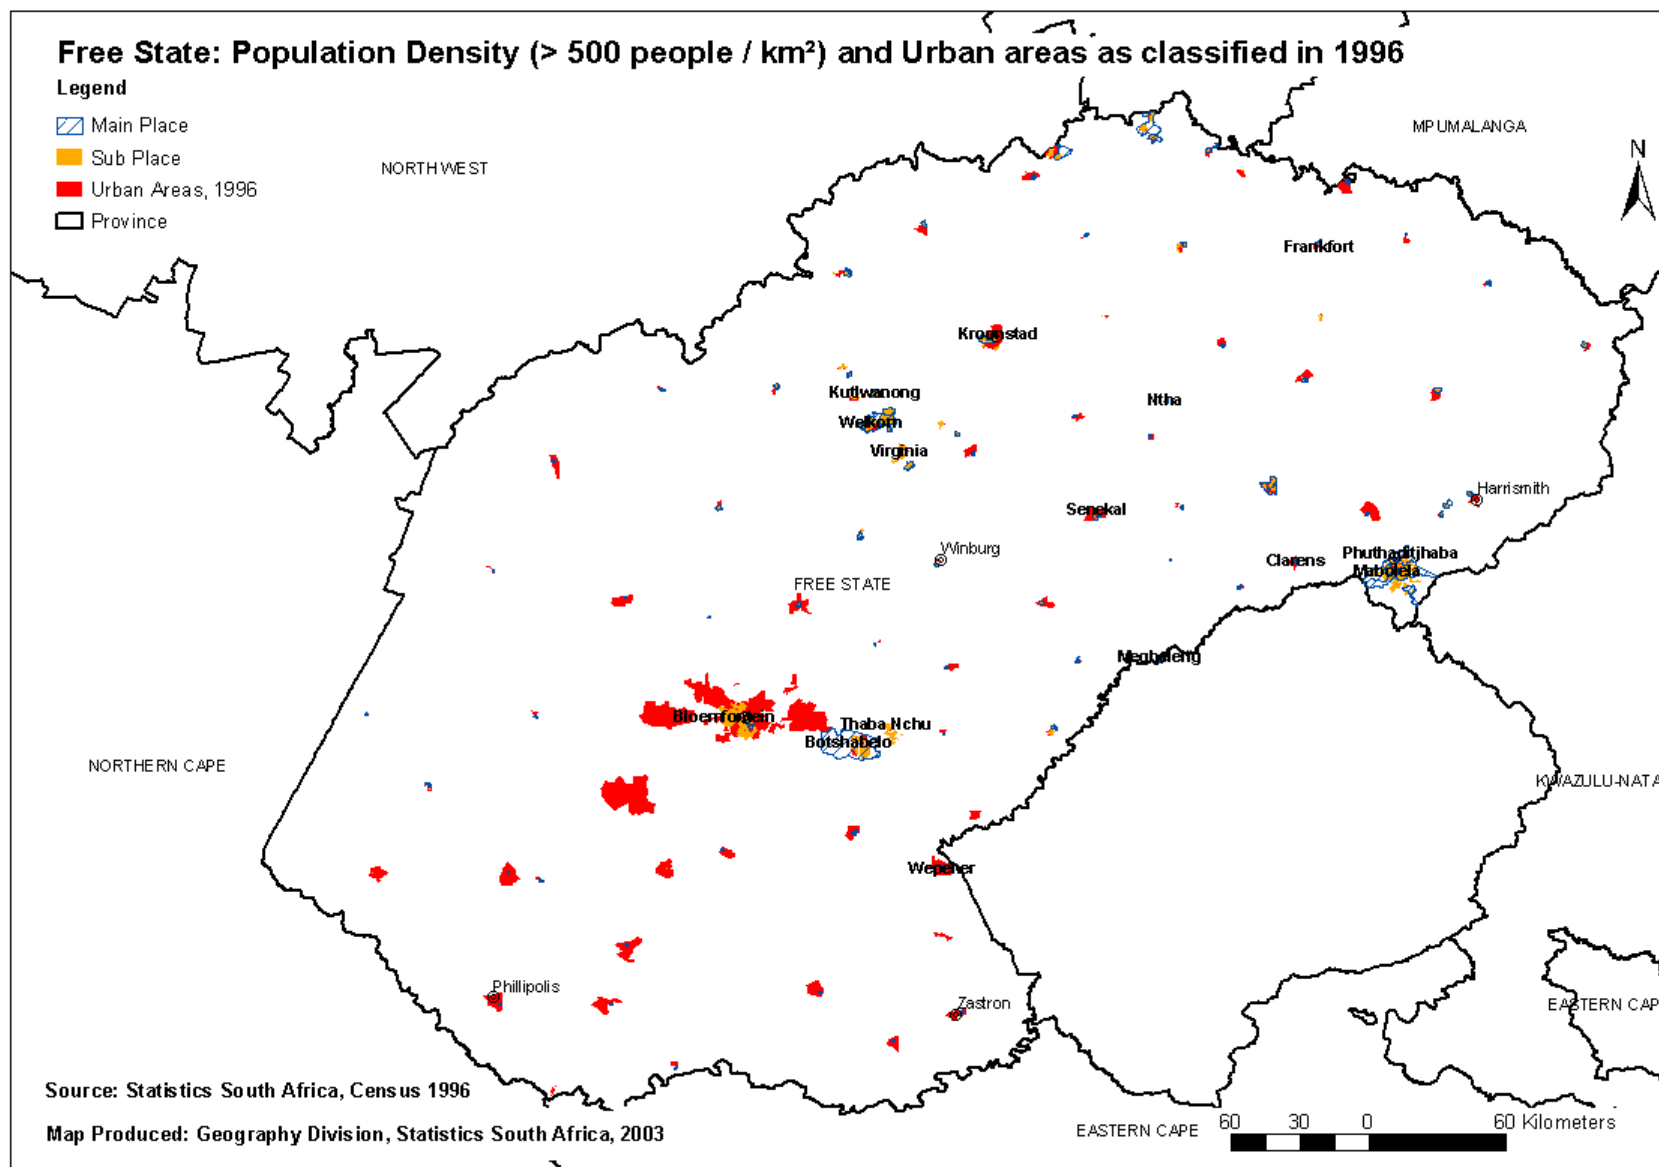 Free State: Population Density (> 500 people / km²) and Urban areas as classified in 1996
Legend
Main Place
Sub Place
Urban Areas, 1996
Province
NORTHWEST
MPUMALANGA
N
Frankfort
Kroonstad
Kutlwanong
Ntha
Welkom
Virginia
Harrismith
Senekal
Winburg
Phuthaditjhaba
Clarens
Mabolela
FREE STATE
Bloemfontein
Thaba Nchu
Botshabelo
NORTHERN CAPE
KWAZULU-NATA
Wepener
Phillipolis
Zastron
EASTERN CAP
Source: Statistics South Africa, Census 1996
Map Produced: Geography Division, Statistics South Africa, 2003
EASTERN CAPE
60 30 0 60 Kilometers